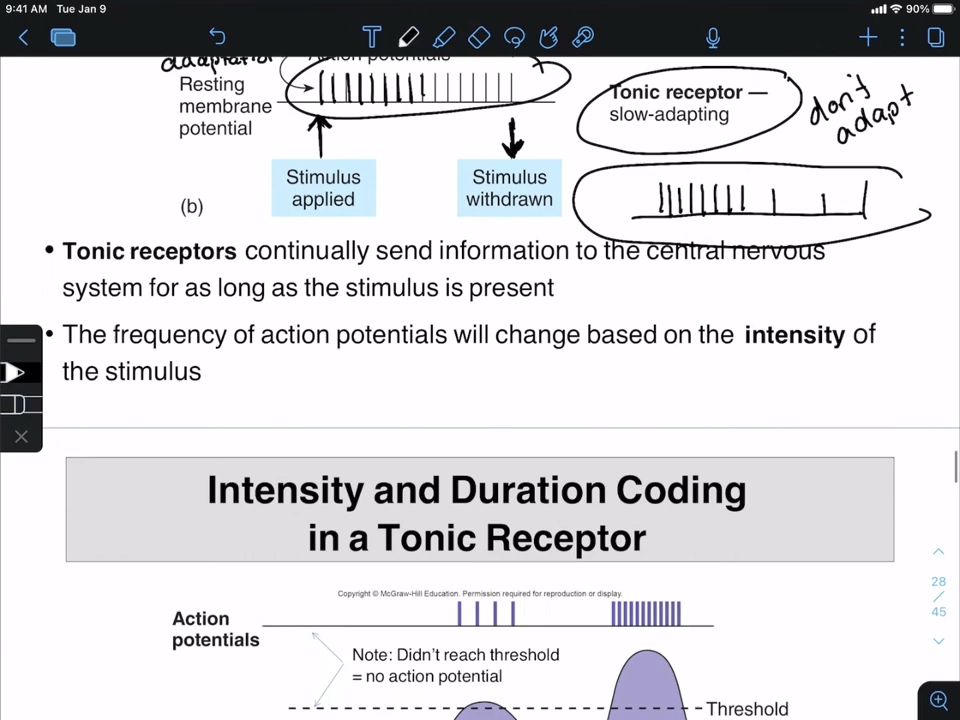 9:41 AM Tue Jan 9
90%
adaptation
Action potentials
Resting
membrane
potential
Tonic receptor —
slow-adapting
don't
adapt
Stimulus
applied
Stimulus
withdrawn
(b)
• Tonic receptors continually send information to the central nervous
system for as long as the stimulus is present
• The frequency of action potentials will change based on the intensity of
the stimulus
Intensity and Duration Coding
in a Tonic Receptor
Copyright © McGraw-Hill Education. Permission required for reproduction or display.
Action
potentials
Note: Didn't reach threshold
= no action potential
Threshold
28
/
45